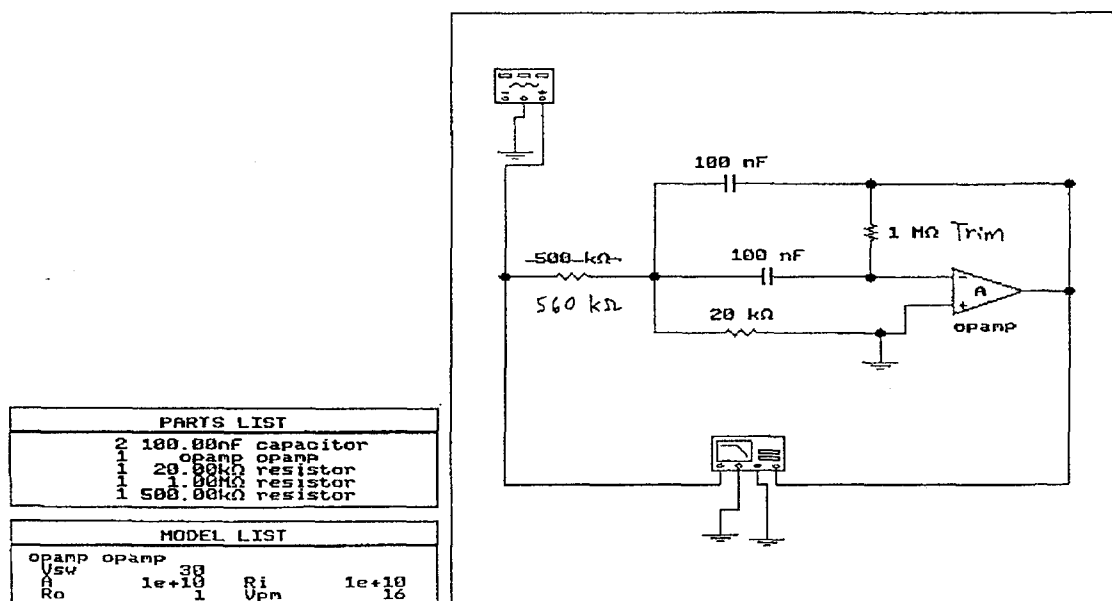 100 nF
1 MΩ Trim
500 kΩ
100 nF
560 kΩ
20 kΩ
A
opamp
PARTS LIST
2 100.00nF capacitor
1 opamp opamp
1 20.00kΩ resistor
1 1.00MΩ resistor
1 500.00kΩ resistor
MODEL LIST
opamp opamp
Vsw 30
A 1e+10 Ri 1e+10
Ro 1 Vpm 16